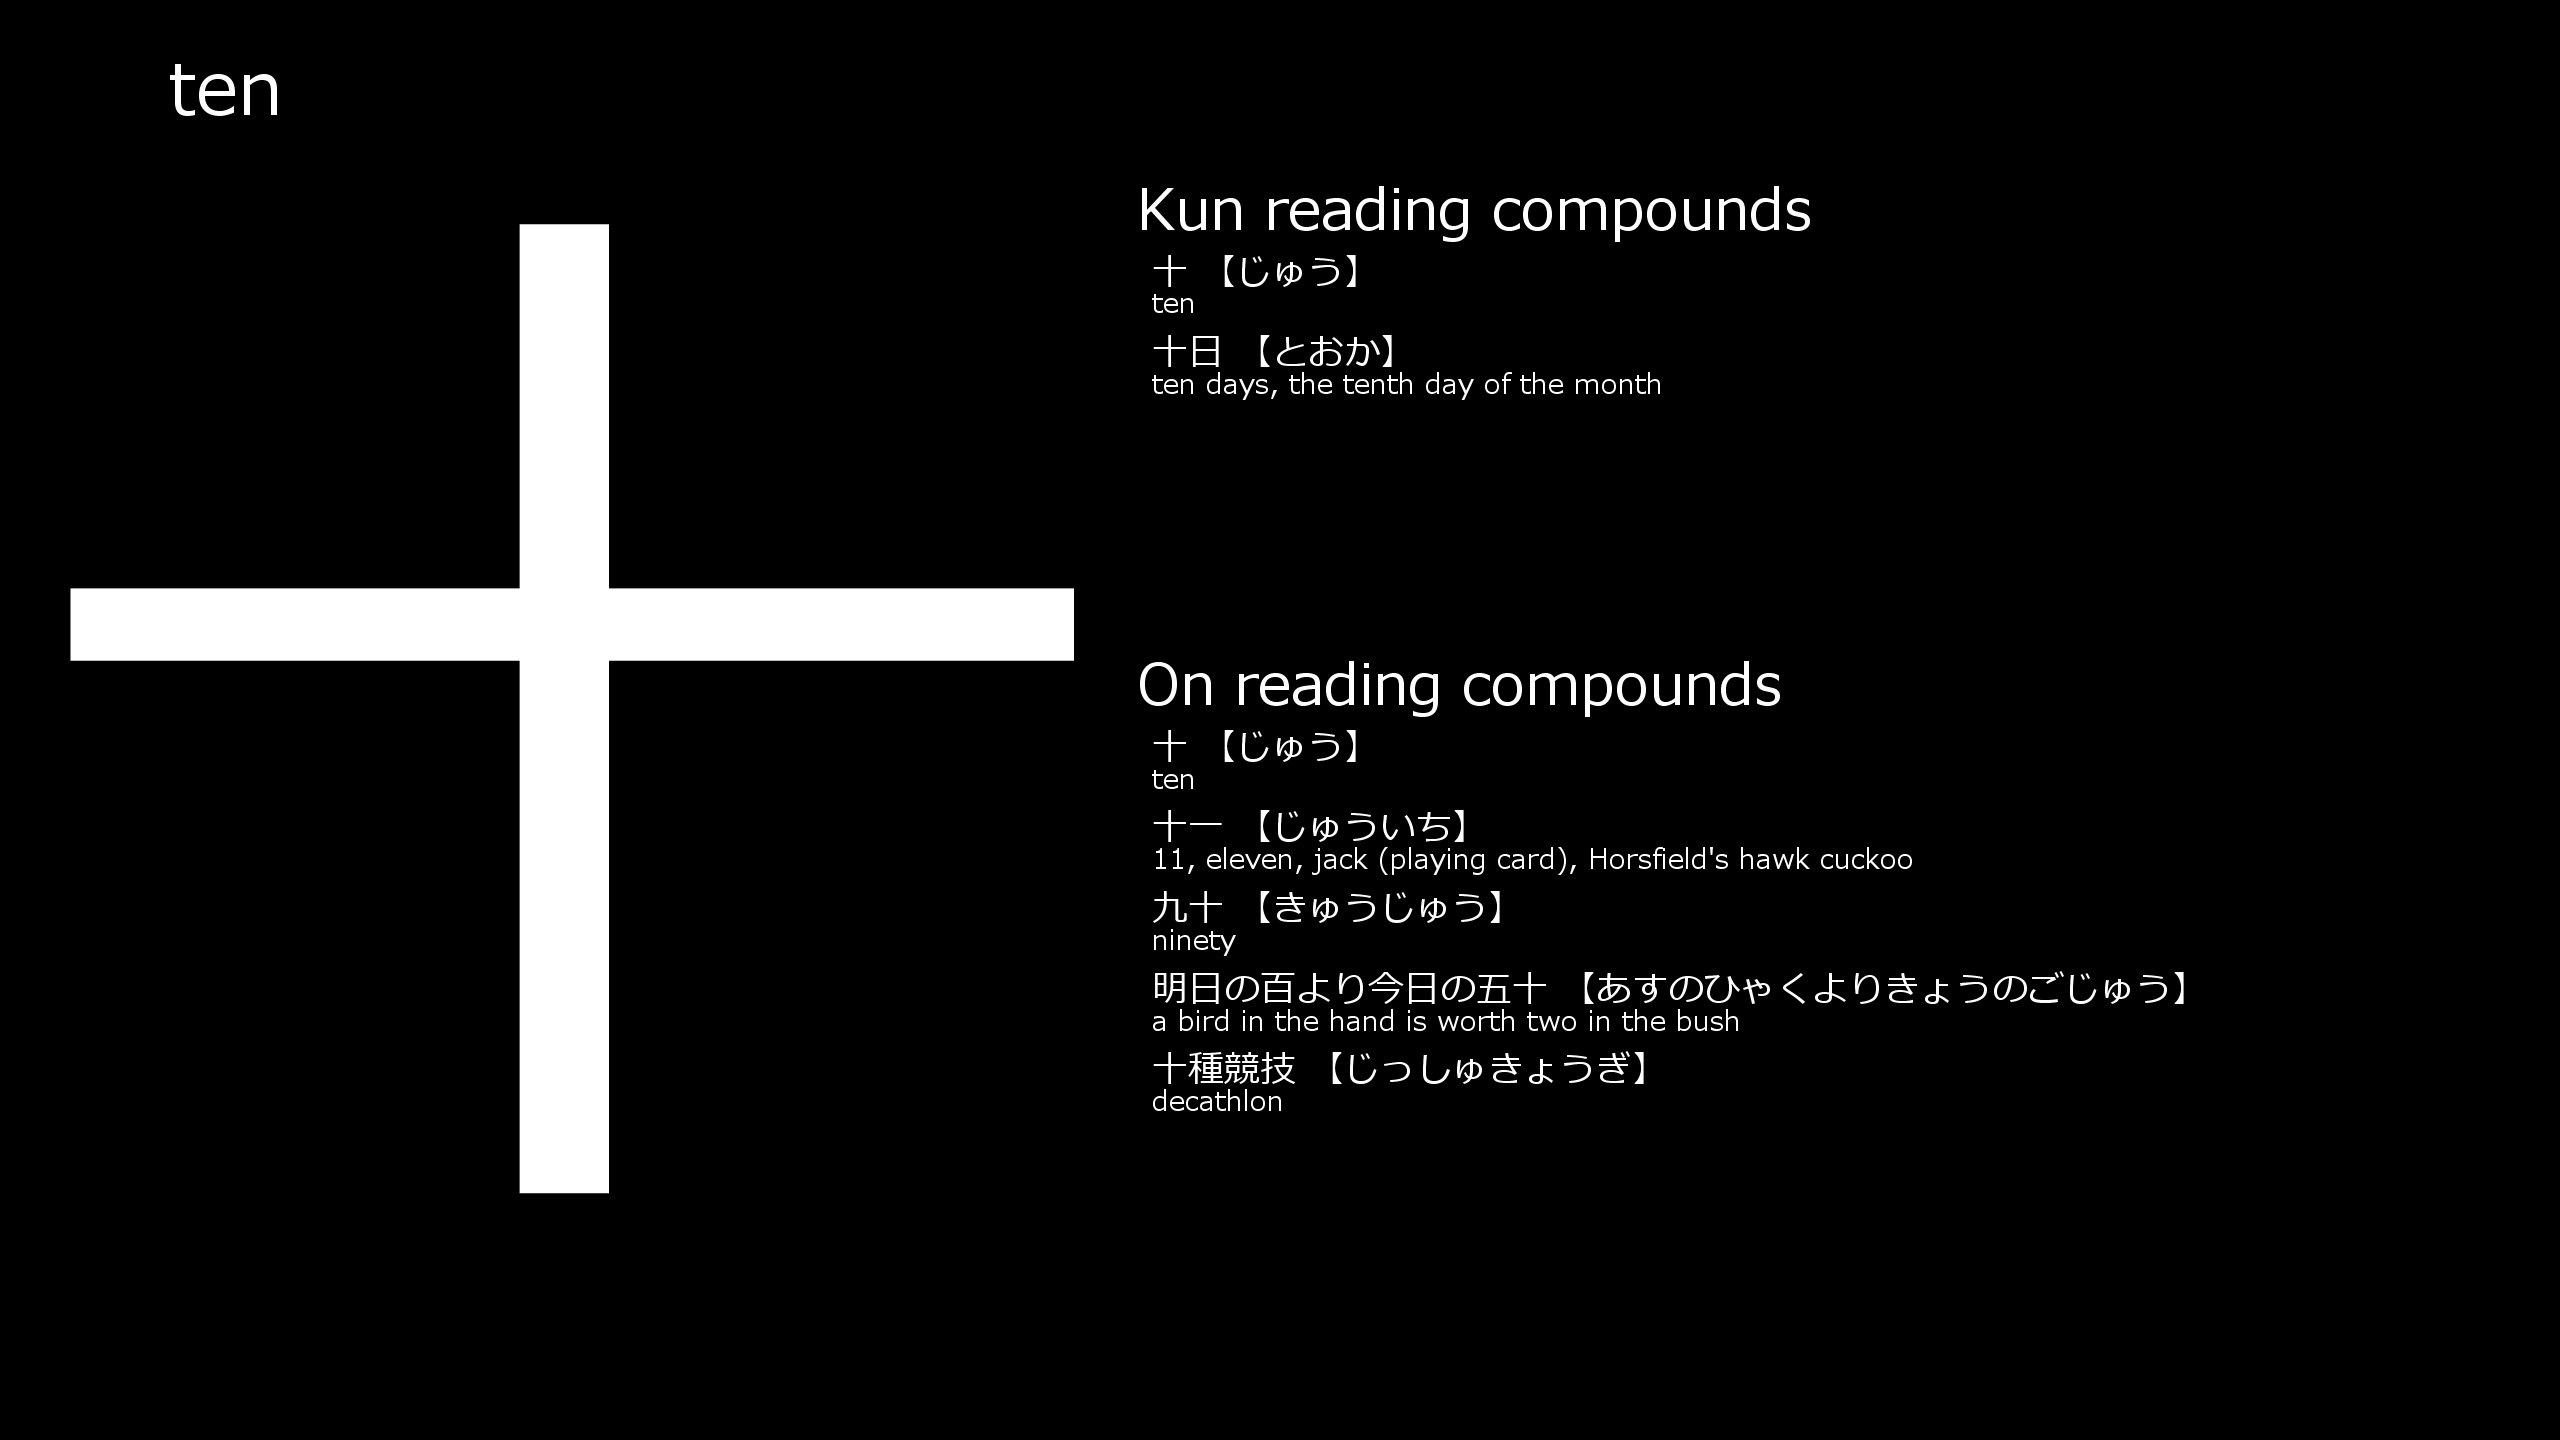 ten
十
Kun reading compounds
十 【じゅう】
ten
十日 【とおか】
ten days, the tenth day of the month
On reading compounds
十 【じゅう】
ten
十一 【じゅういち】
11, eleven, jack (playing card), Horsfield's hawk cuckoo
九十 【きゅうじゅう】
ninety
明日の百より今日の五十 【あすのひゃくよりきょうのごじゅう】
a bird in the hand is worth two in the bush
十種競技 【じっしゅきょうぎ】
decathlon